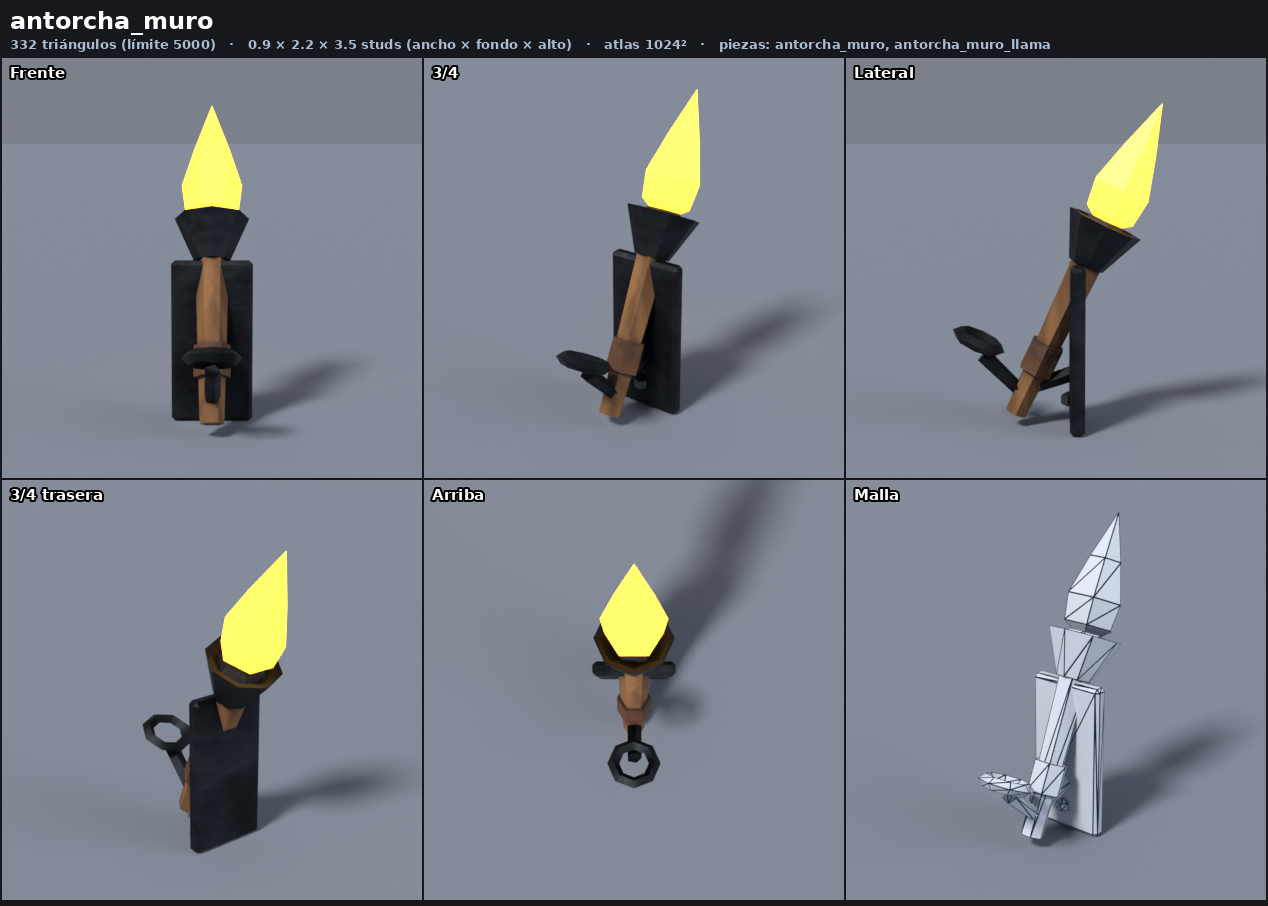 antorcha_muro
332 triángulos (límite 5000) · 0.9 × 2.2 × 3.5 studs (ancho × fondo × alto) · atlas 1024² · piezas: antorcha_muro, antorcha_muro_llama
Frente
3/4
Lateral
3/4 trasera
Arriba
Malla